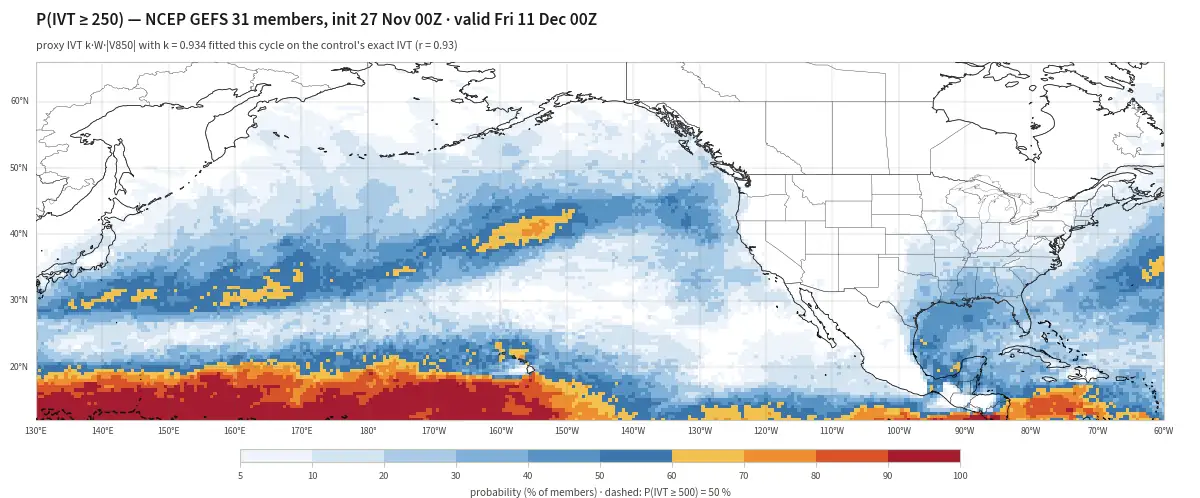 P(IVT ≥ 250) — NCEP GEFS 31 members, init 27 Nov 00Z · valid Fri 11 Dec 00Z
proxy IVT k·W·|V850| with k = 0.934 fitted this cycle on the control's exact IVT (r = 0.93)
60°N
50°N
40°N
30°N
20°N
130°E 140°E 150°E 160°E 170°E 180° 170°W 160°W 150°W 140°W 130°W 120°W 110°W 100°W 90°W 80°W 70°W 60°W
5 10 20 30 40 50 60 70 80 90 100
probability (% of members) · dashed: P(IVT ≥ 500) = 50 %